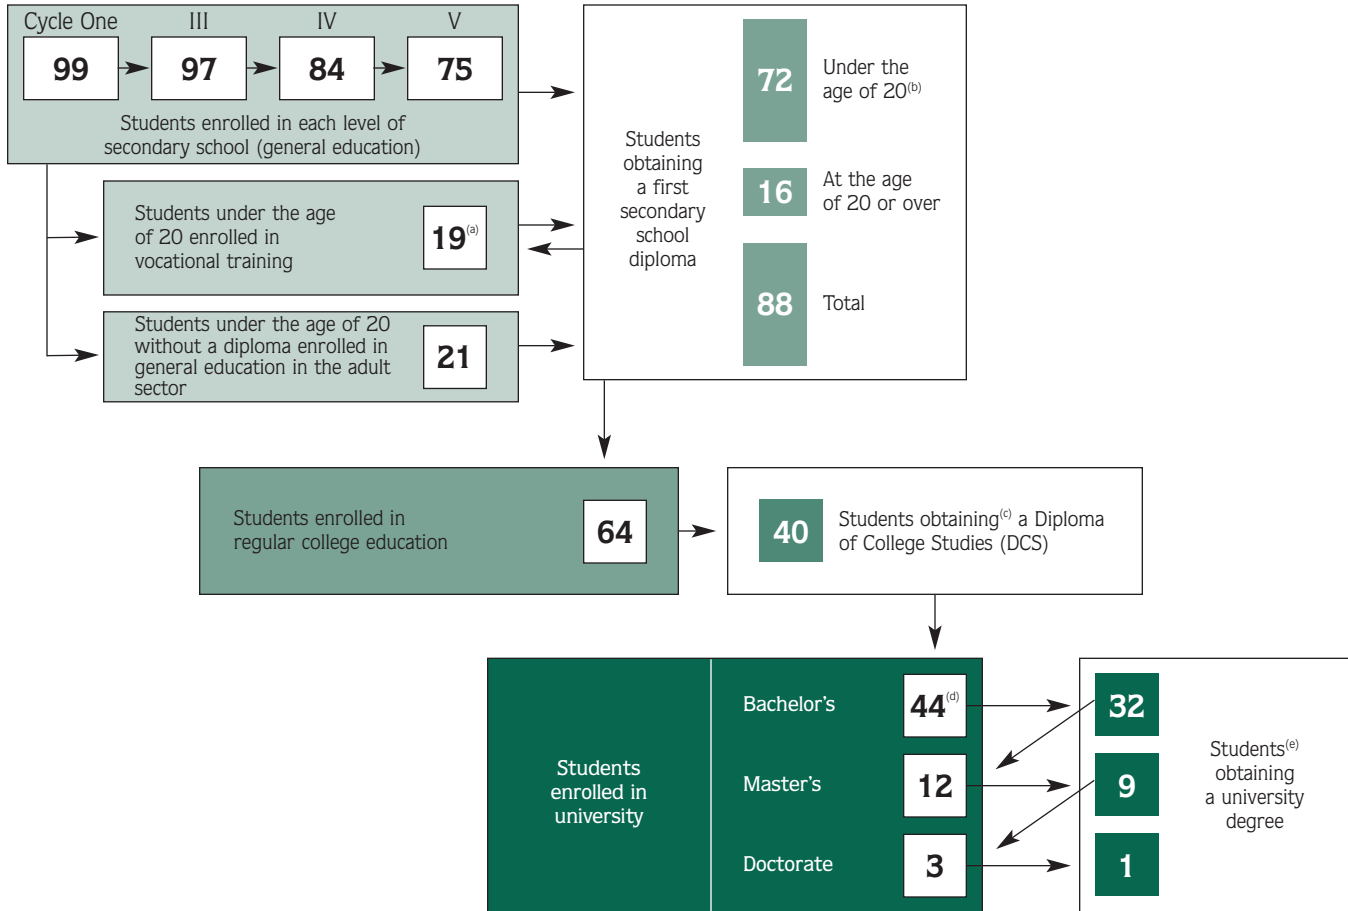 Cycle One III IV V
99 97 84 75
Students enrolled in each level of
secondary school (general education)
Students under the age
of 20 enrolled in
vocational training
19(a)
Students under the age of 20
without a diploma enrolled in
general education in the adult
sector
21
Students
obtaining
a first
secondary
school
diploma
72
Under the
age of 20(b)
16
At the age
of 20 or over
88
Total
Students enrolled in
regular college education
64
40
Students obtaining(c) a Diploma
of College Studies (DCS)
Students
enrolled in
university
Bachelor's
44(d)
32
Master's
12
9
Doctorate
3
1
Students(e)
obtaining
a university
degree